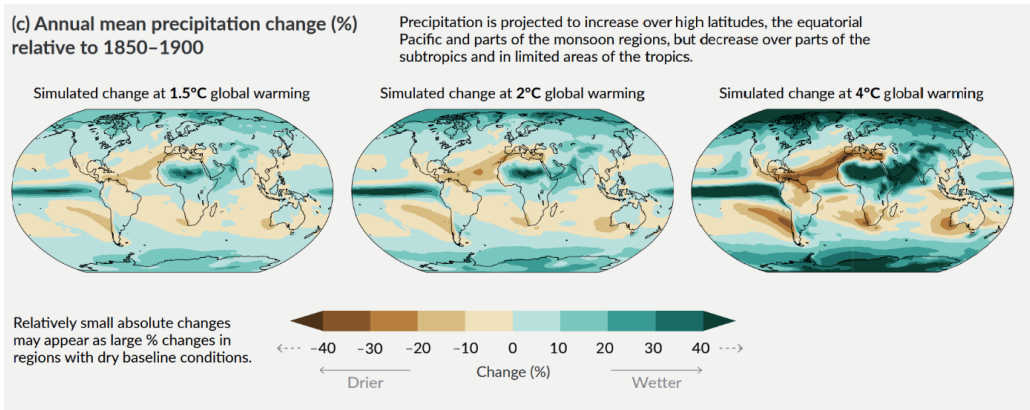 (c) Annual mean precipitation change (%)
relative to 1850–1900
Precipitation is projected to increase over high latitudes, the equatorial
Pacific and parts of the monsoon regions, but decrease over parts of the
subtropics and in limited areas of the tropics.
Simulated change at 1.5°C global warming
Simulated change at 2°C global warming
Simulated change at 4°C global warming
Relatively small absolute changes
may appear as large % changes in
regions with dry baseline conditions.
-40 -30 -20 -10 0 10 20 30 40
Change (%)
Drier
Wetter